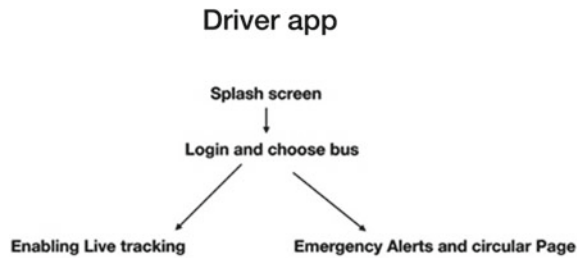 Driver app
Splash screen
Login and choose bus
Enabling Live tracking
Emergency Alerts and circular Page